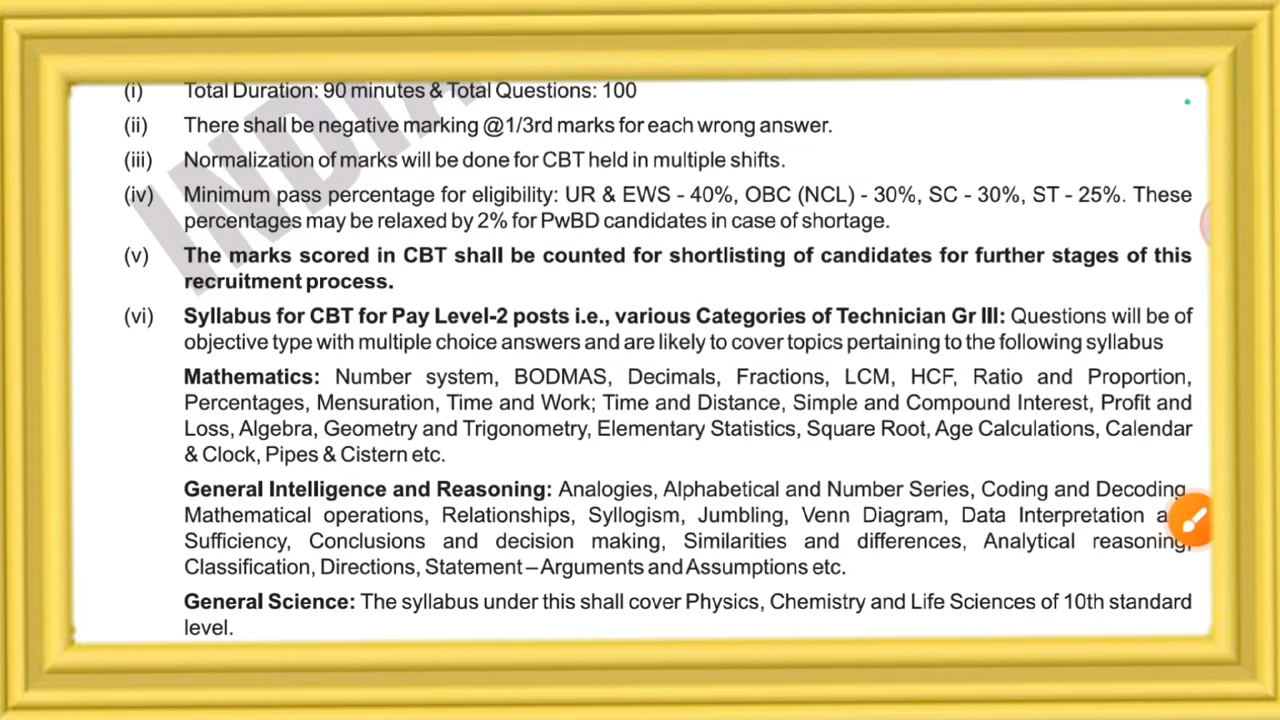 (i) Total Duration: 90 minutes & Total Questions: 100
(ii) There shall be negative marking @1/3rd marks for each wrong answer.
(iii) Normalization of marks will be done for CBT held in multiple shifts.
(iv) Minimum pass percentage for eligibility: UR & EWS - 40%, OBC (NCL) - 30%, SC - 30%, ST - 25%. These
percentages may be relaxed by 2% for PwBD candidates in case of shortage.
(v) The marks scored in CBT shall be counted for shortlisting of candidates for further stages of this
recruitment process.
(vi) Syllabus for CBT for Pay Level-2 posts i.e., various Categories of Technician Gr III: Questions will be of
objective type with multiple choice answers and are likely to cover topics pertaining to the following syllabus
Mathematics: Number system, BODMAS, Decimals, Fractions, LCM, HCF, Ratio and Proportion,
Percentages, Mensuration, Time and Work; Time and Distance, Simple and Compound Interest, Profit and
Loss, Algebra, Geometry and Trigonometry, Elementary Statistics, Square Root, Age Calculations, Calendar
& Clock, Pipes & Cistern etc.
General Intelligence and Reasoning: Analogies, Alphabetical and Number Series, Coding and Decoding
Mathematical operations, Relationships, Syllogism, Jumbling, Venn Diagram, Data Interpretation
Sufficiency, Conclusions and decision making, Similarities and differences, Analytical reasoning,
Classification, Directions, Statement – Arguments and Assumptions etc.
General Science: The syllabus under this shall cover Physics, Chemistry and Life Sciences of 10th standard
level.
INDIA